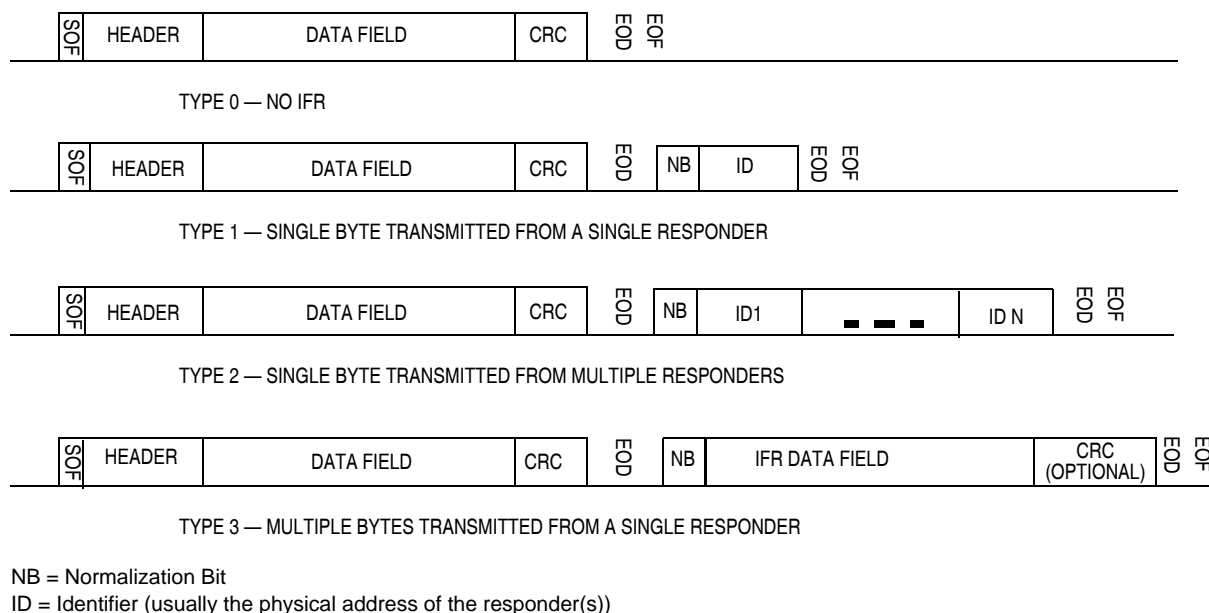 SOF HEADER DATA FIELD CRC EOD EOF
TYPE 0 — NO IFR
SOF HEADER DATA FIELD CRC EOD NB ID EOD EOF
TYPE 1 — SINGLE BYTE TRANSMITTED FROM A SINGLE RESPONDER
SOF HEADER DATA FIELD CRC EOD NB ID1 ID N EOD EOF
TYPE 2 — SINGLE BYTE TRANSMITTED FROM MULTIPLE RESPONDERS
SOF HEADER DATA FIELD CRC EOD NB IFR DATA FIELD CRC (OPTIONAL) EOD EOF
TYPE 3 — MULTIPLE BYTES TRANSMITTED FROM A SINGLE RESPONDER
NB = Normalization Bit
ID = Identifier (usually the physical address of the responder(s))